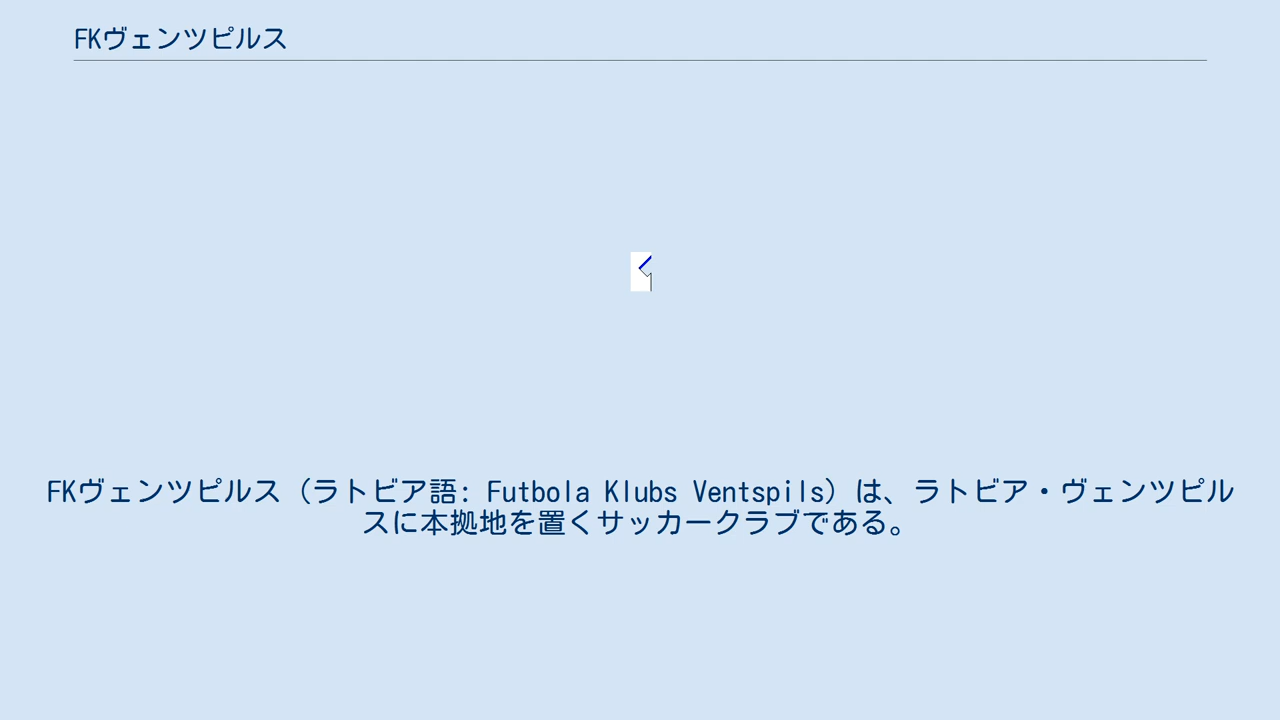 FKヴェンツピルス
FKヴェンツピルス（ラトビア語: Futbola Klubs Ventspils）は、ラトビア・ヴェンツピル
スに本拠地を置くサッカークラブである。